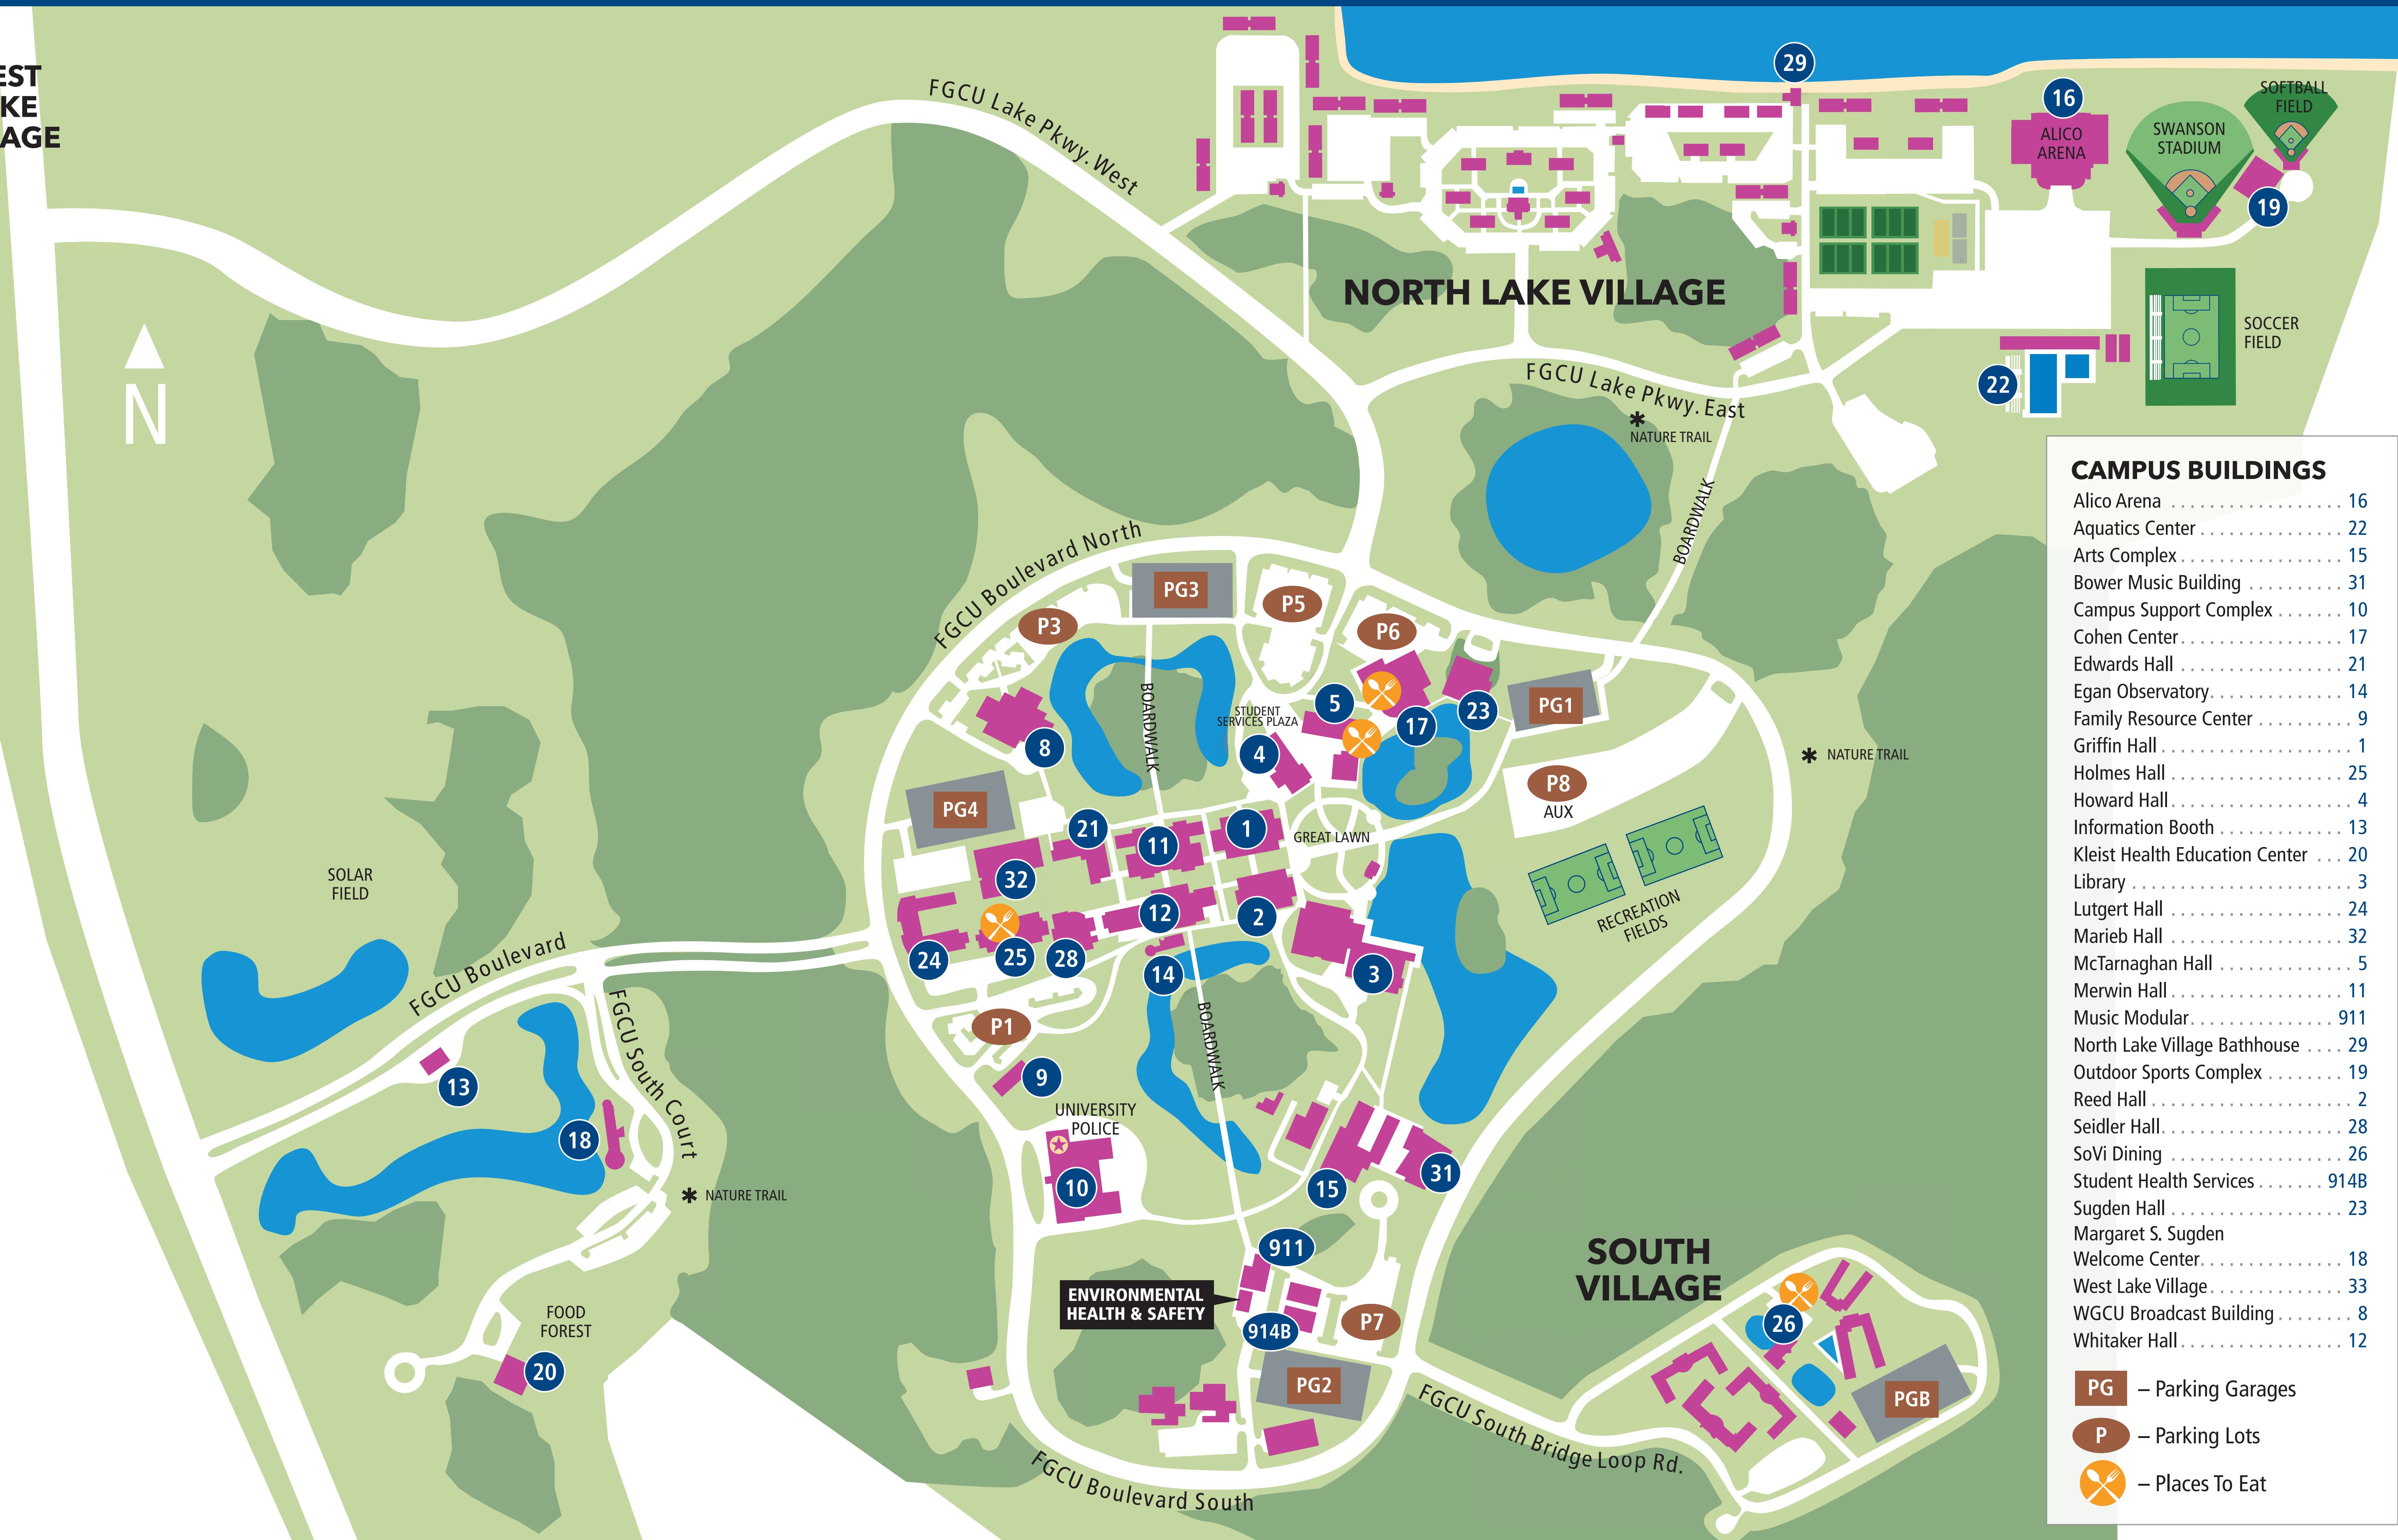 EST
KE
AGE
FGCU Lake Pkwy. West
29
16
ALICO
ARENA
SWANSON
STADIUM
SOFTBALL
FIELD
19
NORTH LAKE VILLAGE
SOCCER
FIELD
22
N
FGCU Lake Pkwy. East
NATURE TRAIL
BOARDWALK
FGCU Boulevard North
PG3
P5
P3
P6
5
17
23
PG1
STUDENT
SERVICES PLAZA
BOARDWALK
8
4
NATURE TRAIL
P8
AUX
PG4
21
11
1
GREAT LAWN
32
RECREATION
FIELDS
SOLAR
FIELD
12
2
24
25
28
14
3
FGCU Boulevard
FGCU South Court
P1
BOARDWALK
13
9
UNIVERSITY
POLICE
18
10
15
31
NATURE TRAIL
911
ENVIRONMENTAL
HEALTH & SAFETY
914B
P7
SOUTH
VILLAGE
26
FOOD
FOREST
20
PG2
PGB
FGCU South Bridge Loop Rd.
FGCU Boulevard South
CAMPUS BUILDINGS
Alico Arena . . . . . . . . . . . . . . . . . . 16
Aquatics Center . . . . . . . . . . . . . . . 22
Arts Complex . . . . . . . . . . . . . . . . . 15
Bower Music Building . . . . . . . . . . . 31
Campus Support Complex . . . . . . . 10
Cohen Center . . . . . . . . . . . . . . . . . 17
Edwards Hall . . . . . . . . . . . . . . . . . 21
Egan Observatory . . . . . . . . . . . . . . 14
Family Resource Center . . . . . . . . . . 9
Griffin Hall . . . . . . . . . . . . . . . . . . . . 1
Holmes Hall . . . . . . . . . . . . . . . . . . 25
Howard Hall . . . . . . . . . . . . . . . . . . . 4
Information Booth . . . . . . . . . . . . . 13
Kleist Health Education Center . . . 20
Library . . . . . . . . . . . . . . . . . . . . . . . 3
Lutgert Hall . . . . . . . . . . . . . . . . . . 24
Marieb Hall . . . . . . . . . . . . . . . . . . 32
McTarnaghan Hall . . . . . . . . . . . . . . 5
Merwin Hall . . . . . . . . . . . . . . . . . . 11
Music Modular . . . . . . . . . . . . . . . 911
North Lake Village Bathhouse . . . . 29
Outdoor Sports Complex . . . . . . . . 19
Reed Hall . . . . . . . . . . . . . . . . . . . . . 2
Seidler Hall . . . . . . . . . . . . . . . . . . . 28
SoVi Dining . . . . . . . . . . . . . . . . . . 26
Student Health Services . . . . . . . 914B
Sugden Hall . . . . . . . . . . . . . . . . . . 23
Margaret S. Sugden
Welcome Center . . . . . . . . . . . . . . . 18
West Lake Village . . . . . . . . . . . . . . 33
WGCU Broadcast Building . . . . . . . . 8
Whitaker Hall . . . . . . . . . . . . . . . . . 12
PG – Parking Garages
P – Parking Lots
– Places To Eat